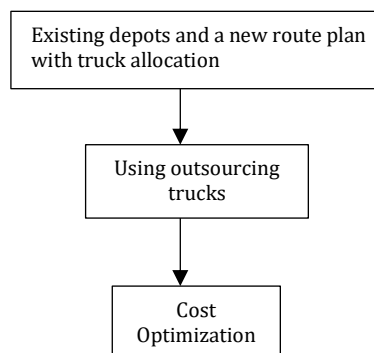 Existing depots and a new route plan
with truck allocation
Using outsourcing
trucks
Cost
Optimization